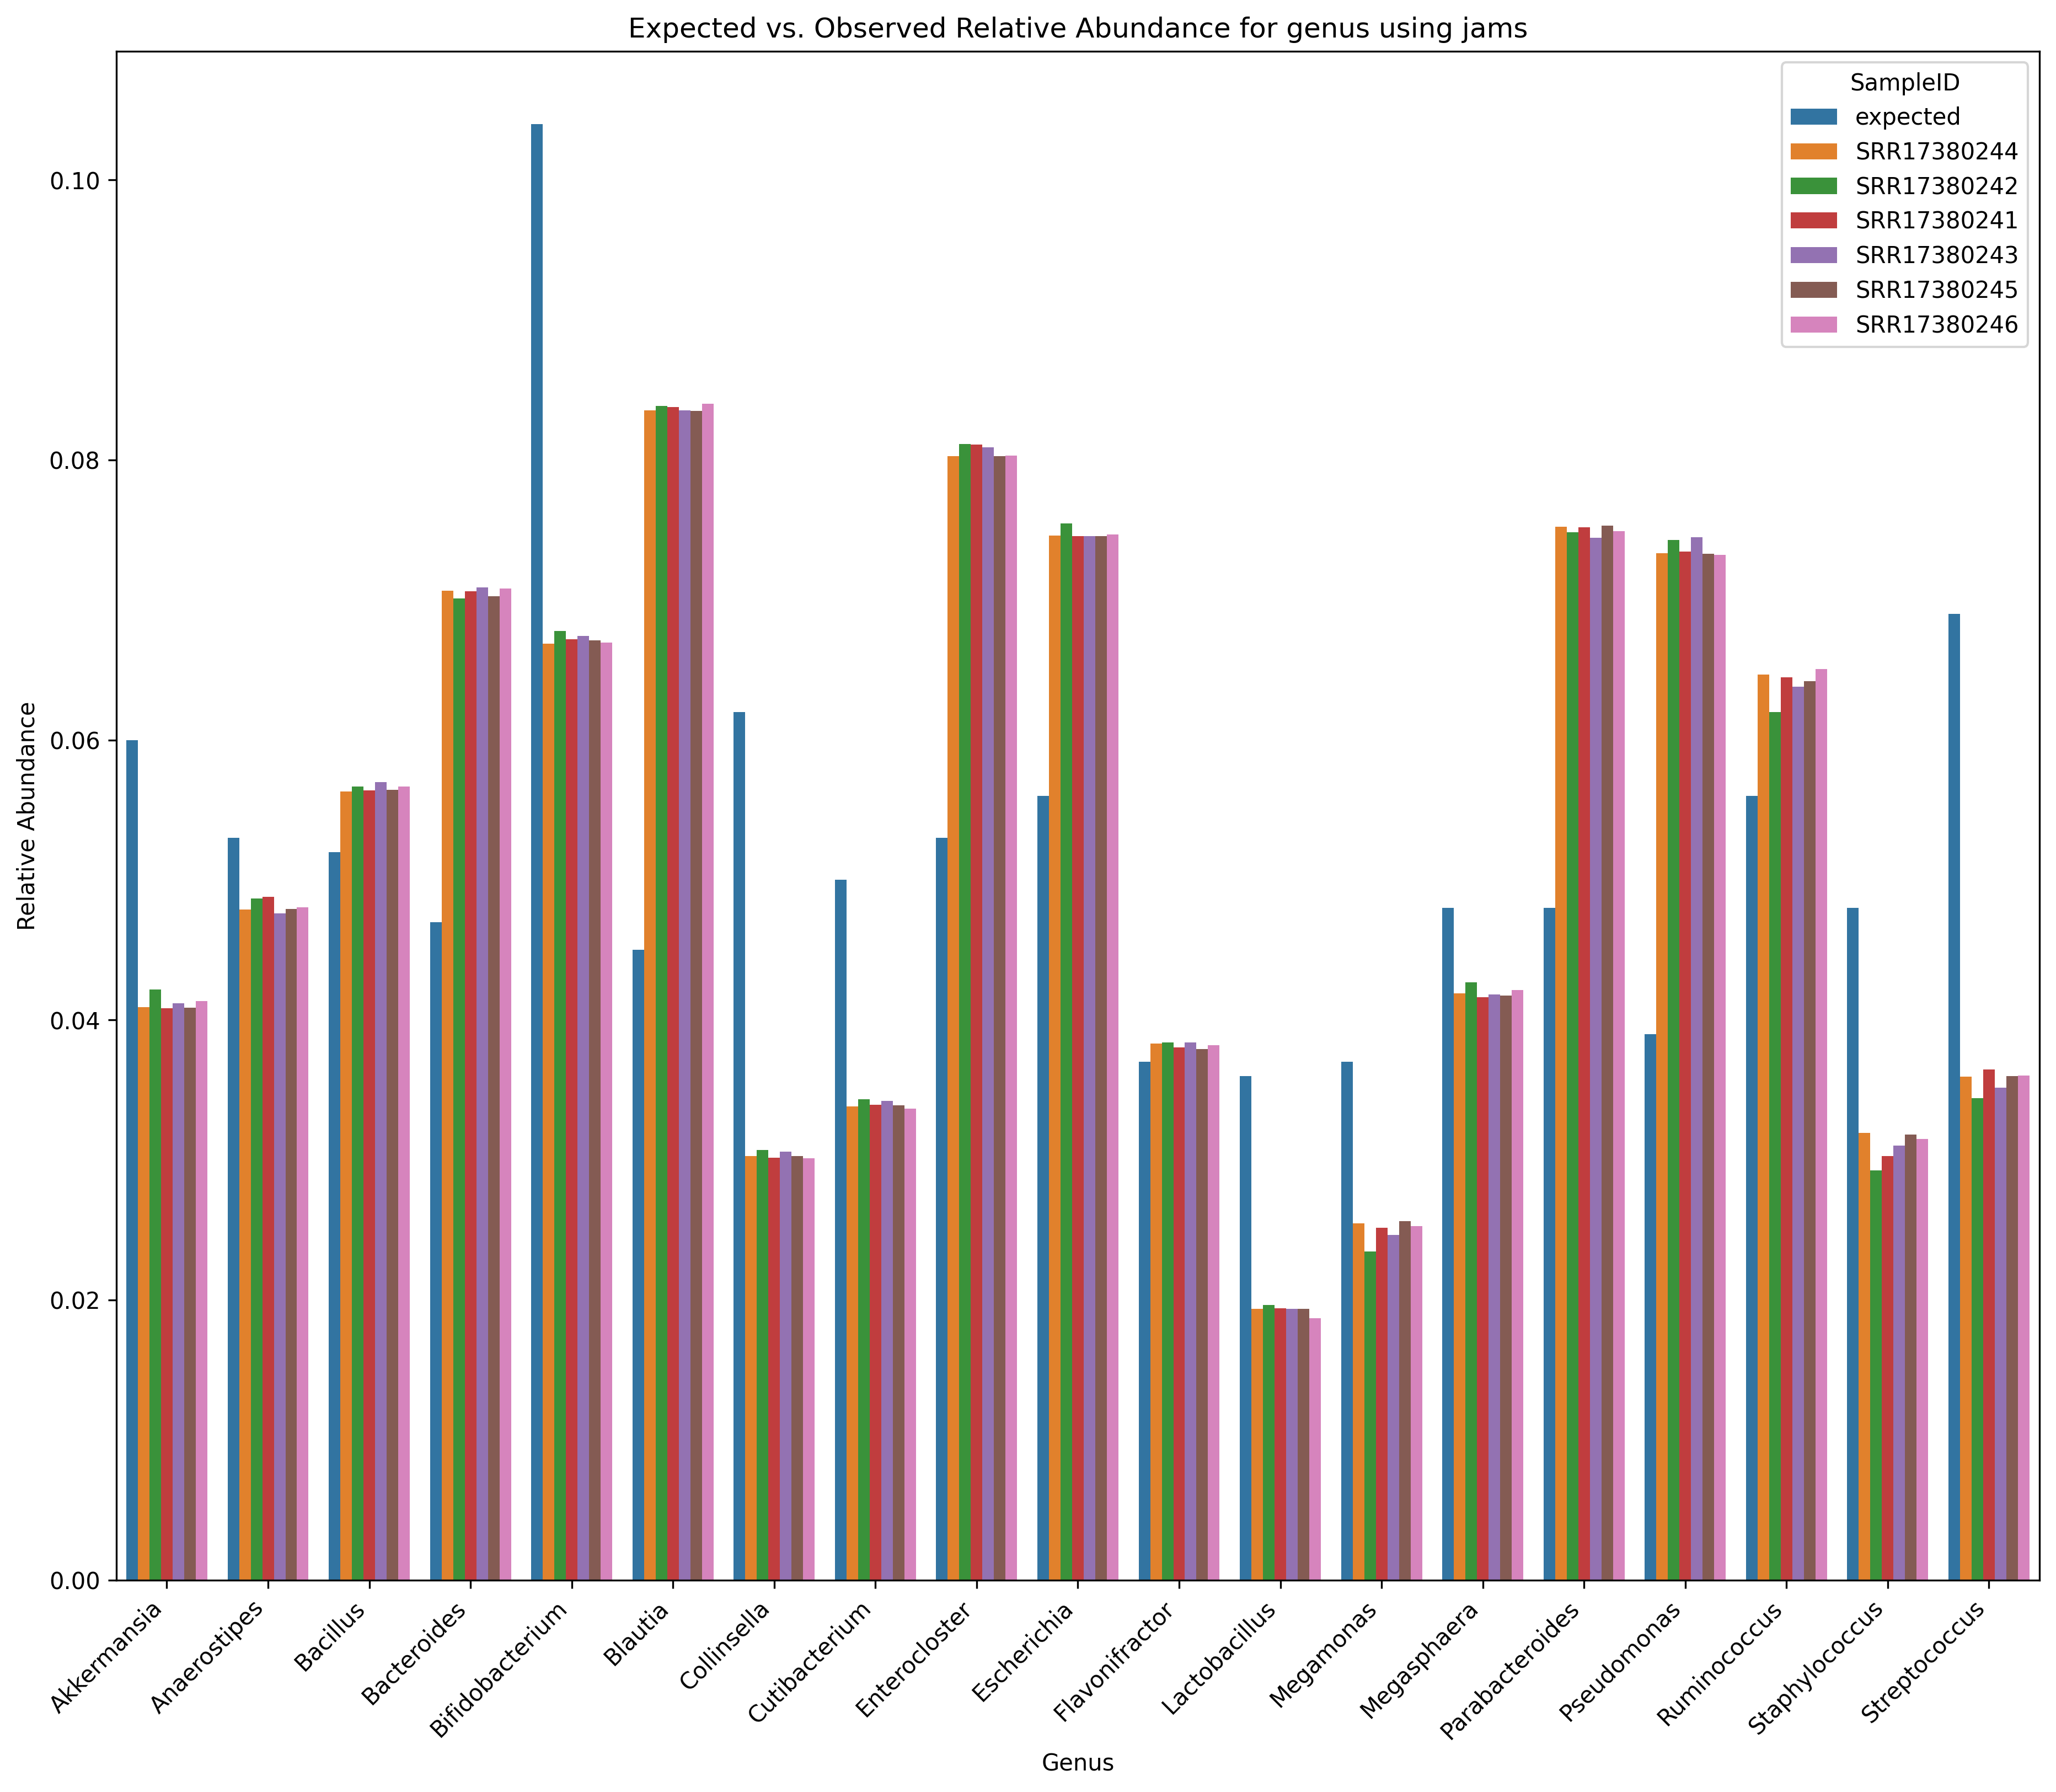 Expected vs. Observed Relative Abundance for genus using jams
SampleID
expected
SRR17380244
SRR17380242
SRR17380241
SRR17380243
SRR17380245
SRR17380246
Relative Abundance
0.10
0.08
0.06
0.04
0.02
0.00
Akkermansia
Anaerostipes
Bacillus
Bacteroides
Bifidobacterium
Blautia
Collinsella
Cutibacterium
Enterocloster
Escherichia
Flavonifractor
Lactobacillus
Megamonas
Megasphaera
Parabacteroides
Pseudomonas
Ruminococcus
Staphylococcus
Streptococcus
Genus